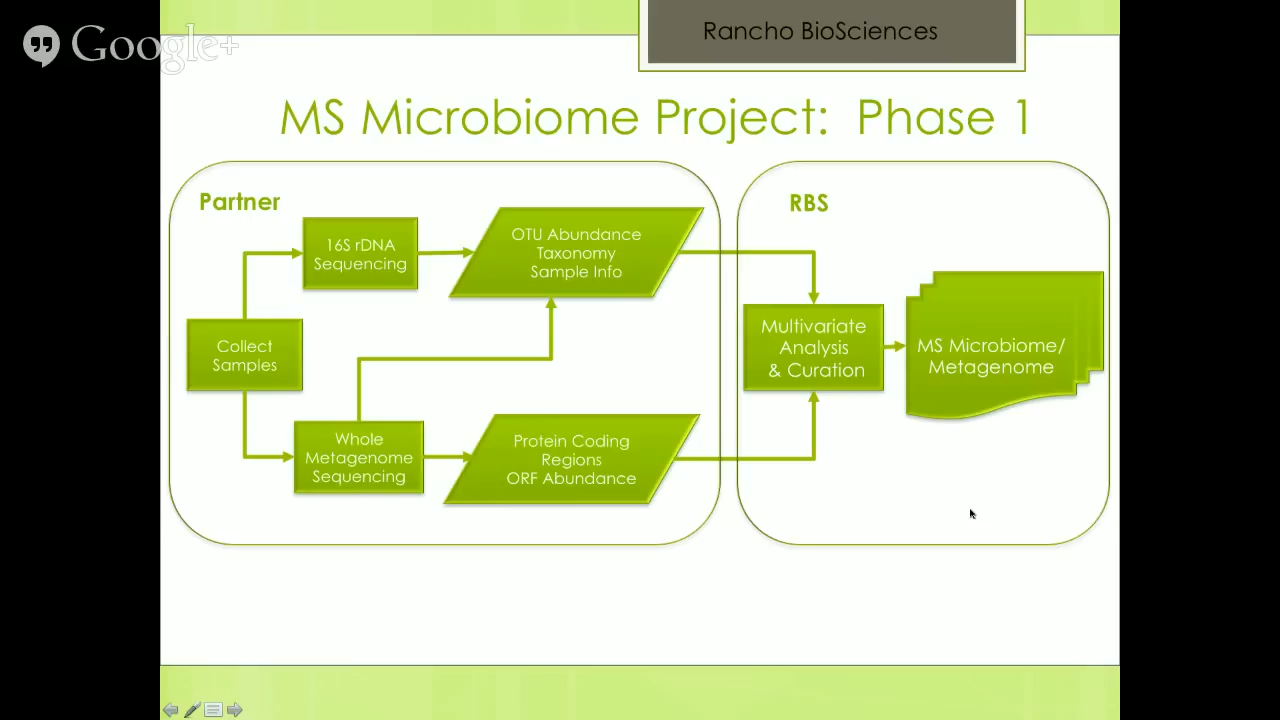 Google+
Rancho BioSciences
MS Microbiome Project: Phase 1
Partner
16S rDNA
Sequencing
OTU Abundance
Taxonomy
Sample Info
Collect
Samples
Whole
Metagenome
Sequencing
Protein Coding
Regions
ORF Abundance
RBS
Multivariate
Analysis
& Curation
MS Microbiome/
Metagenome